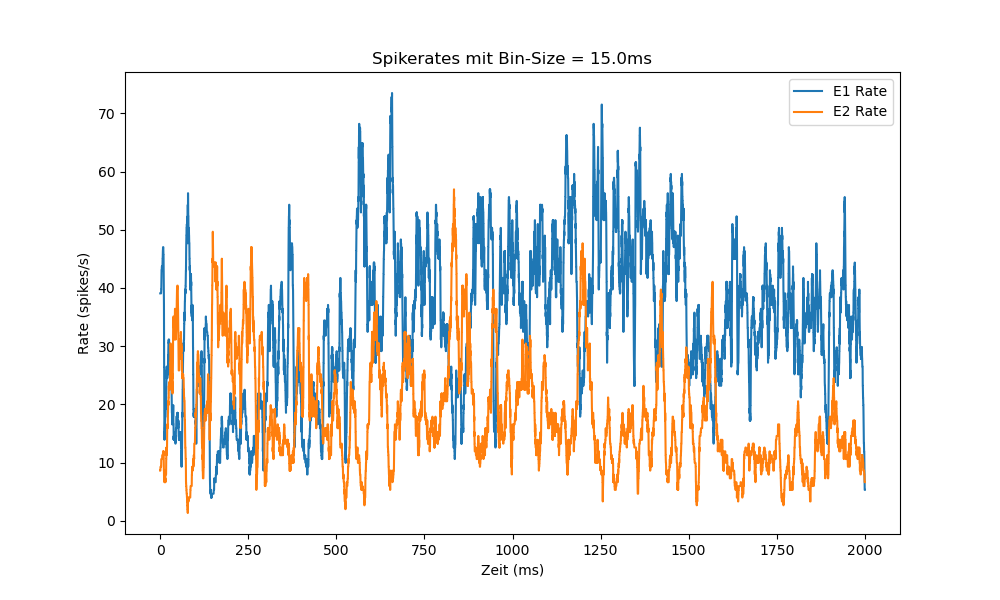 Spikerates mit Bin-Size = 15.0ms
E1 Rate
E2 Rate
Rate (spikes/s)
70
60
50
40
30
20
10
0
0 250 500 750 1000 1250 1500 1750 2000
Zeit (ms)